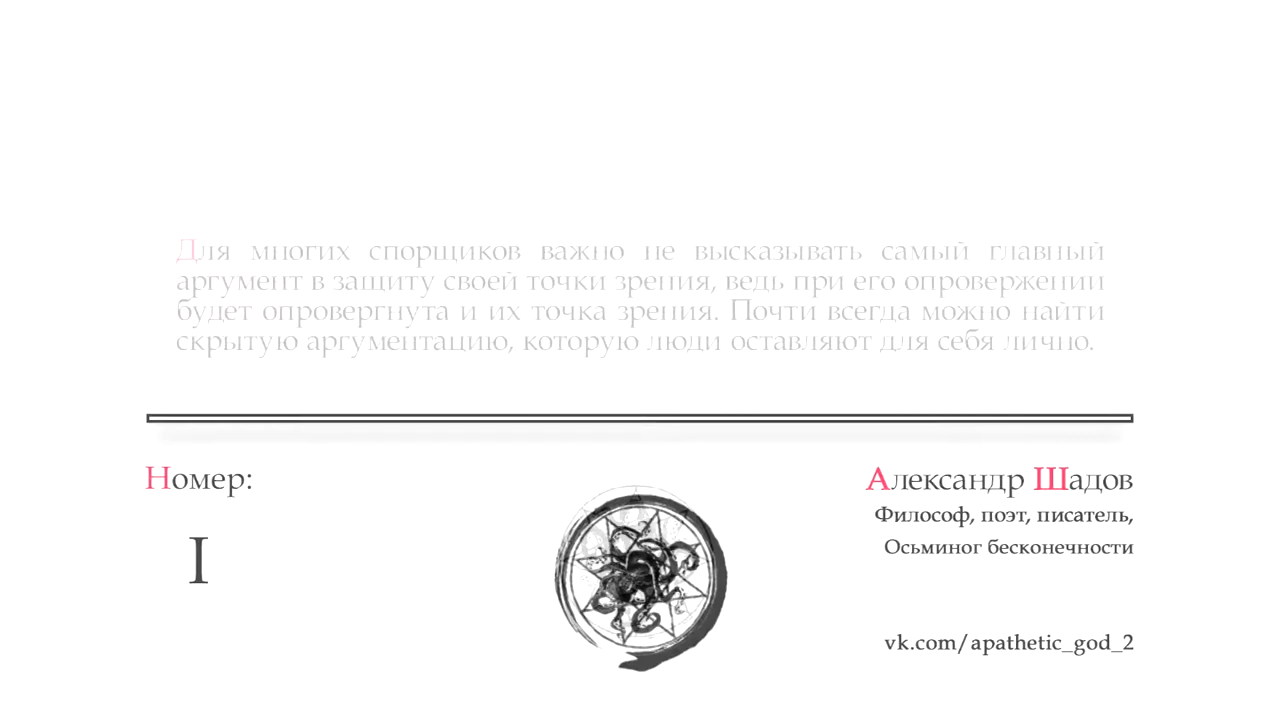 Для многих спорщиков важно не высказывать самый главный
аргумент в защиту своей точки зрения, ведь при его опровержении
будет опровергнута и их точка зрения. Почти всегда можно найти
скрытую аргументацию, которую люди оставляют для себя лично.
Номер:
I
Александр Шадов
Философ, поэт, писатель,
Осьминог бесконечности
vk.com/apathetic_god_2